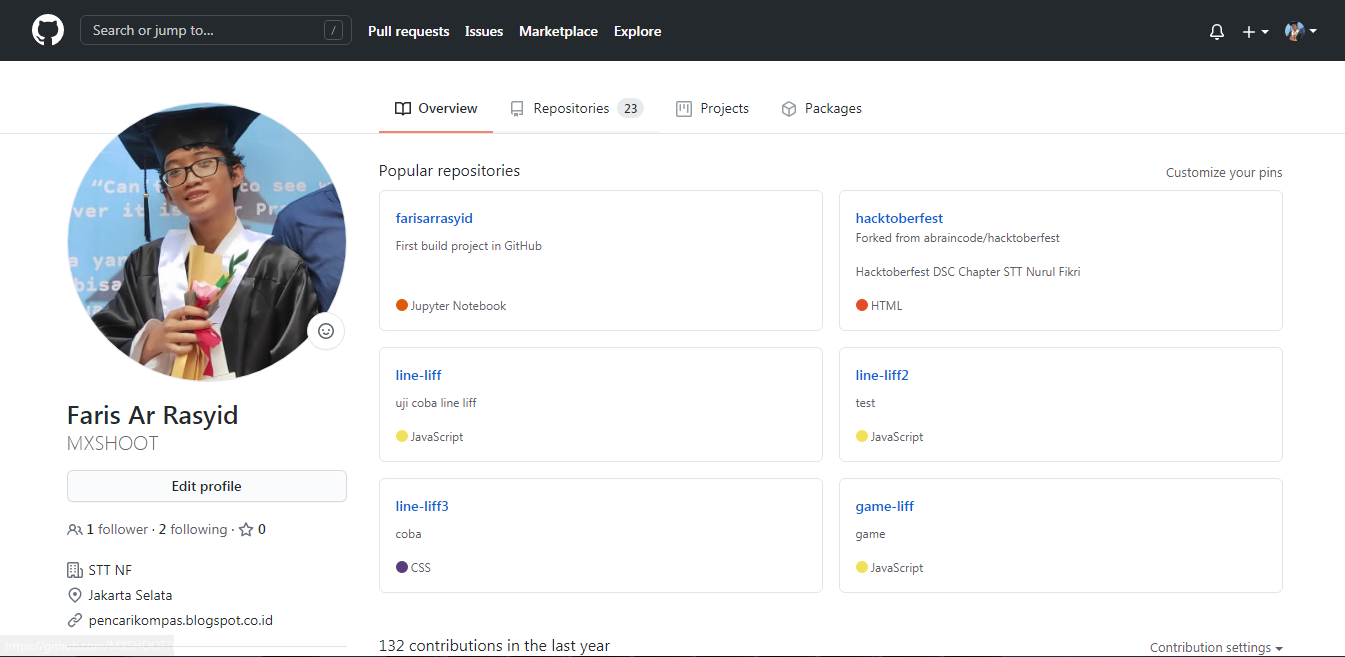 Search or jump to...
/
Pull requests
Issues
Marketplace
Explore
Overview
Repositories 23
Projects
Packages
"Can
to see
ver it is
r Pr
a yan
bisa
Faris Ar Rasyid
MXSHOOT
Edit profile
1 follower · 2 following · 0
STT NF
Jakarta Selata
pencarikompas.blogspot.co.id
Popular repositories
Customize your pins
farisarrasyid
First build project in GitHub
Jupyter Notebook
hacktoberfest
Forked from abraincode/hacktoberfest
Hacktoberfest DSC Chapter STT Nurul Fikri
HTML
line-liff
uji coba line liff
JavaScript
line-liff2
test
JavaScript
line-liff3
coba
CSS
game-liff
game
JavaScript
132 contributions in the last year
Contribution settings